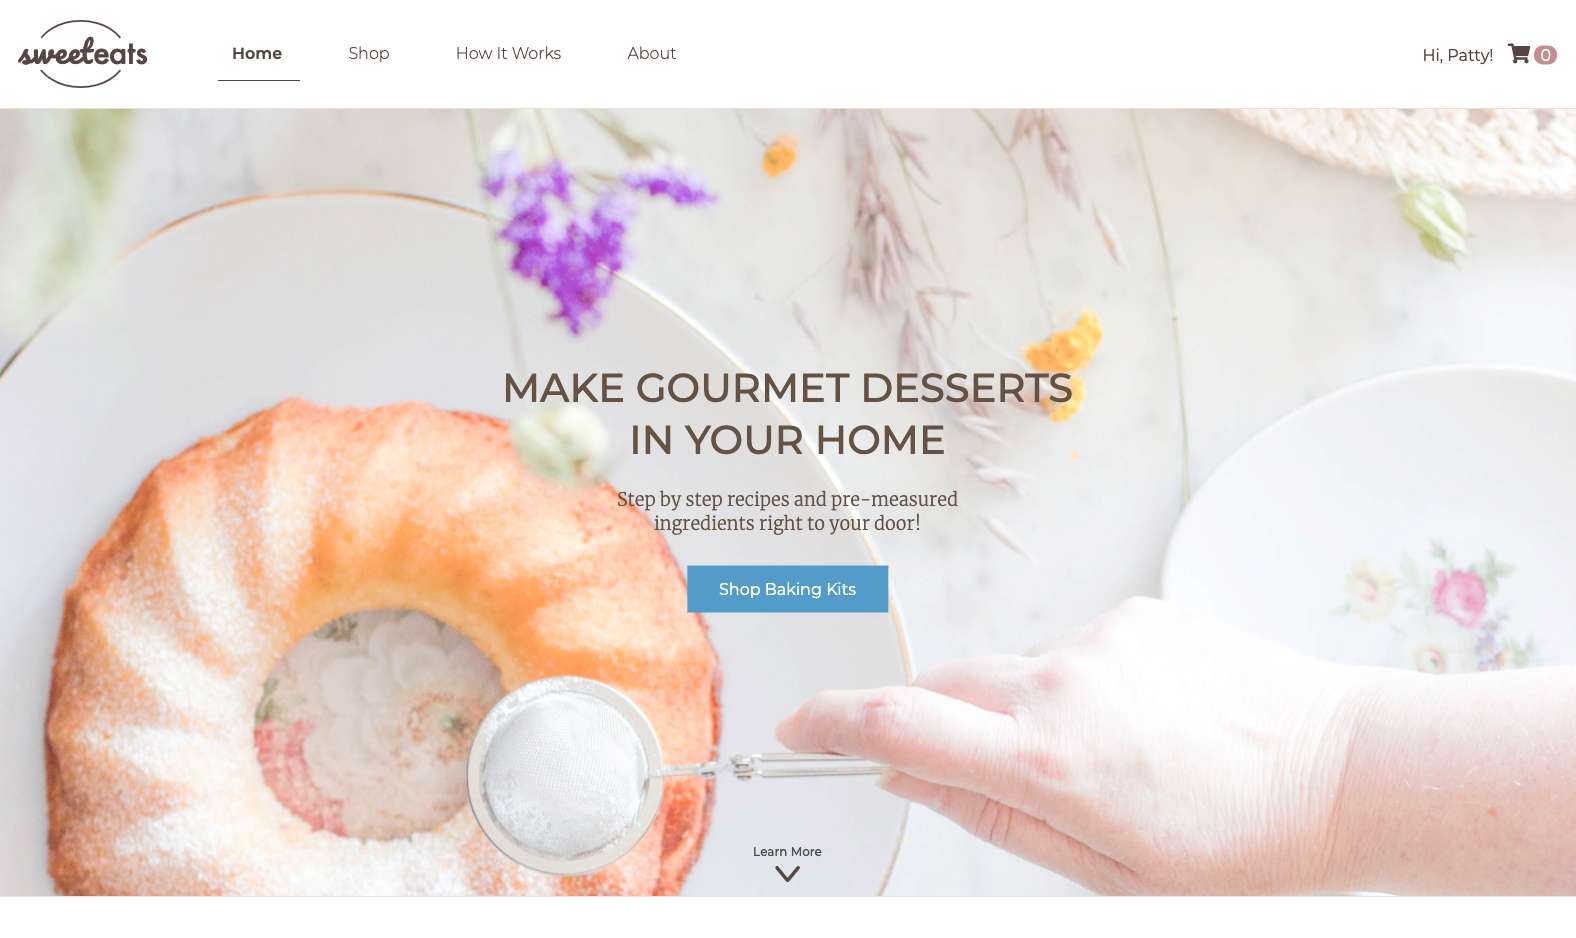 sweeteats
Home
Shop
How It Works
About
Hi, Patty!
0
MAKE GOURMET DESSERTS
IN YOUR HOME
Step by step recipes and pre-measured
ingredients right to your door!
Shop Baking Kits
Learn More